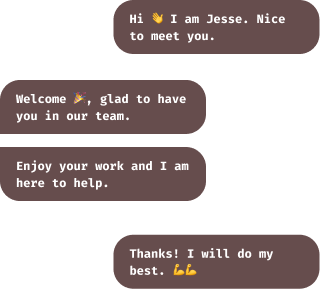 Hi 👋 I am Jesse. Nice
to meet you.
Welcome 🎉, glad to have
you in our team.
Enjoy your work and I am
here to help.
Thanks! I will do my
best. 💪💪